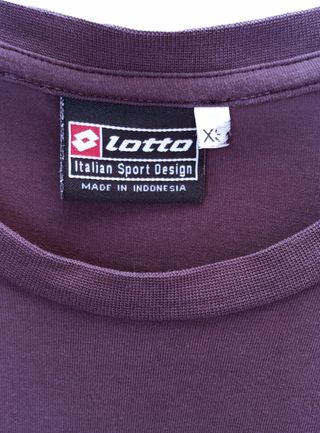 lotto
Italian Sport Design
MADE IN INDONESIA
XS